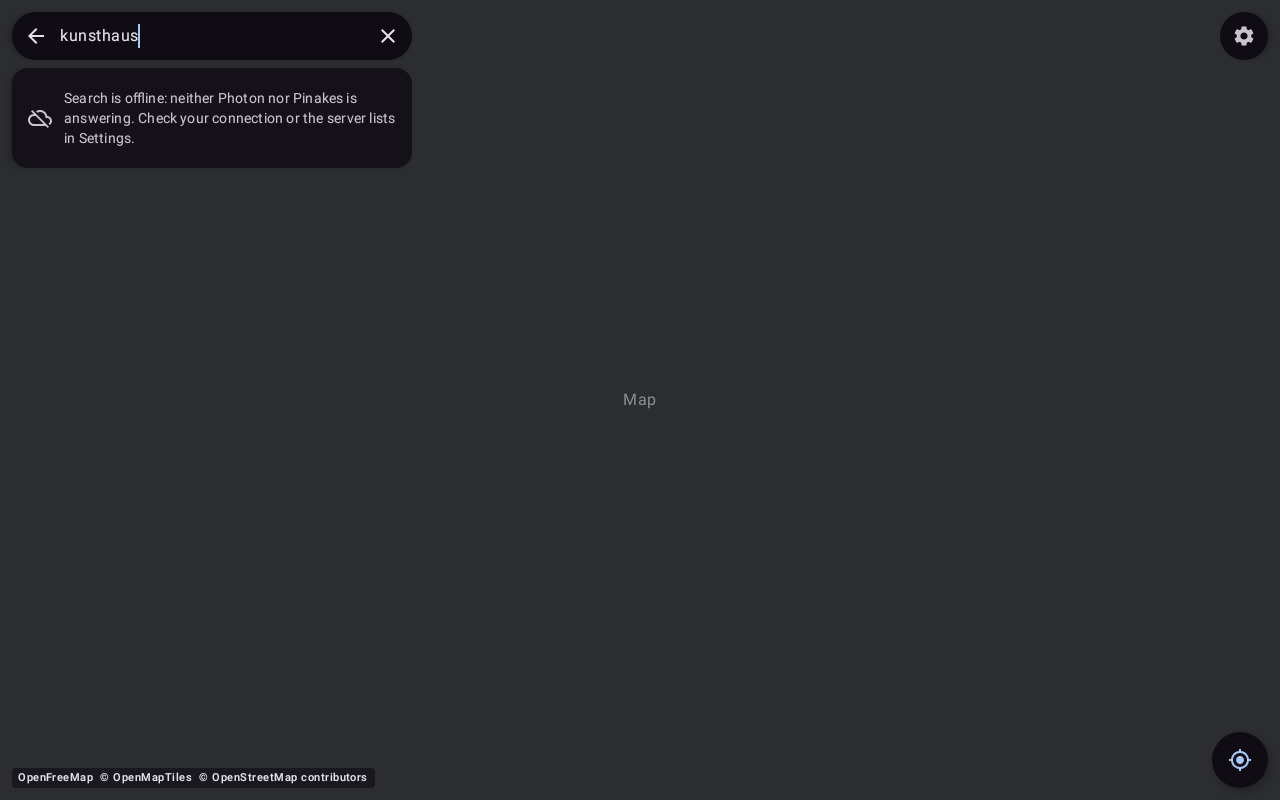 kunsthaus
Search is offline: neither Photon nor Pinakes is
answering. Check your connection or the server lists
in Settings.
Map
OpenFreeMap © OpenMapTiles © OpenStreetMap contributors